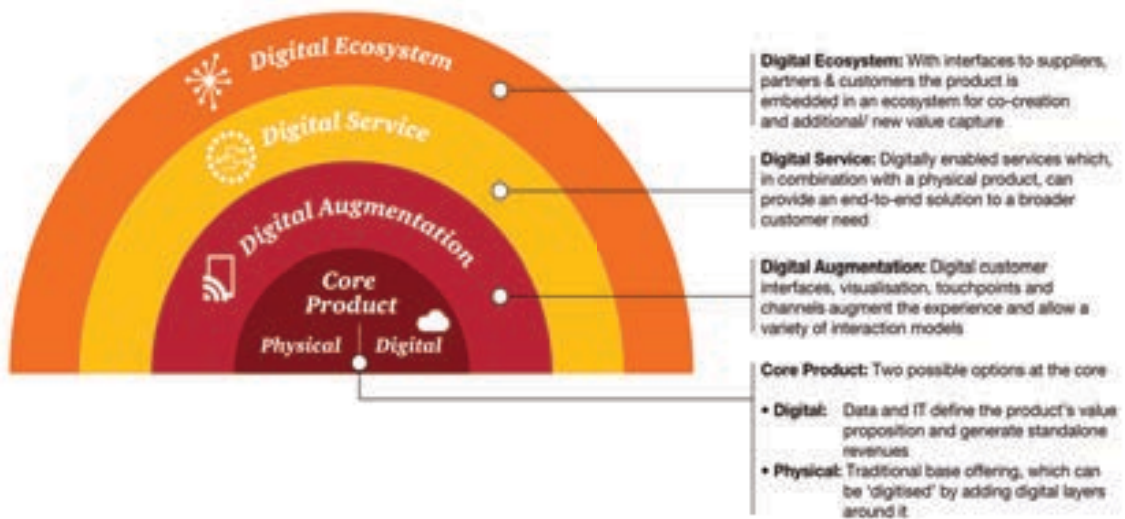 Digital Ecosystem
Digital Service
Digital Augmentation
Core
Product
Physical
Digital
Digital Ecosystem: With interfaces to suppliers,
partners & customers the product is
embedded in an ecosystem for co-creation
and additional/ new value capture
Digital Service: Digitally enabled services which,
in combination with a physical product, can
provide an end-to-end solution to a broader
customer need
Digital Augmentation: Digital customer
interfaces, visualisation, touchpoints and
channels augment the experience and allow a
variety of interaction models
Core Product: Two possible options at the core
• Digital: Data and IT define the product's value
proposition and generate standalone
revenues
• Physical: Traditional base offering, which can
be 'digitised' by adding digital layers
around it